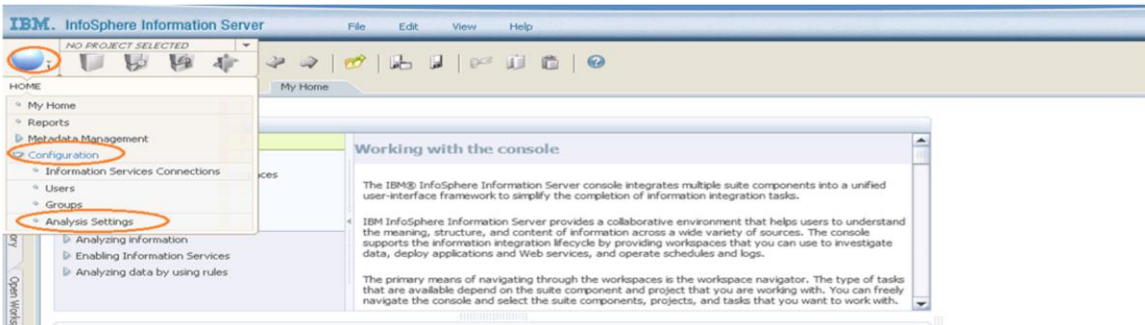 IBM. InfoSphere Information Server
File Edit View Help
NO PROJECT SELECTED
HOME
My Home
My Home
Reports
Metadata Management
Configuration
Information Services Connections
Users
Groups
Analysis Settings
Analyzing information
Enabling Information Services
Analyzing data by using rules
Open Works
Working with the console
The IBM® InfoSphere Information Server console integrates multiple suite components into a unified
user-interface framework to simplify the completion of information integration tasks.
IBM InfoSphere Information Server provides a collaborative environment that helps users to understand
the meaning, structure, and content of information across a wide variety of sources. The console
supports the information integration lifecycle by providing workspaces that you can use to investigate
data, deploy applications and Web services, and operate schedules and logs.
The primary means of navigating through the workspaces is the workspace navigator. The type of tasks
that are available depend on the suite component and project that you are working with. You can freely
navigate the console and select the suite components, projects, and tasks that you want to work with.